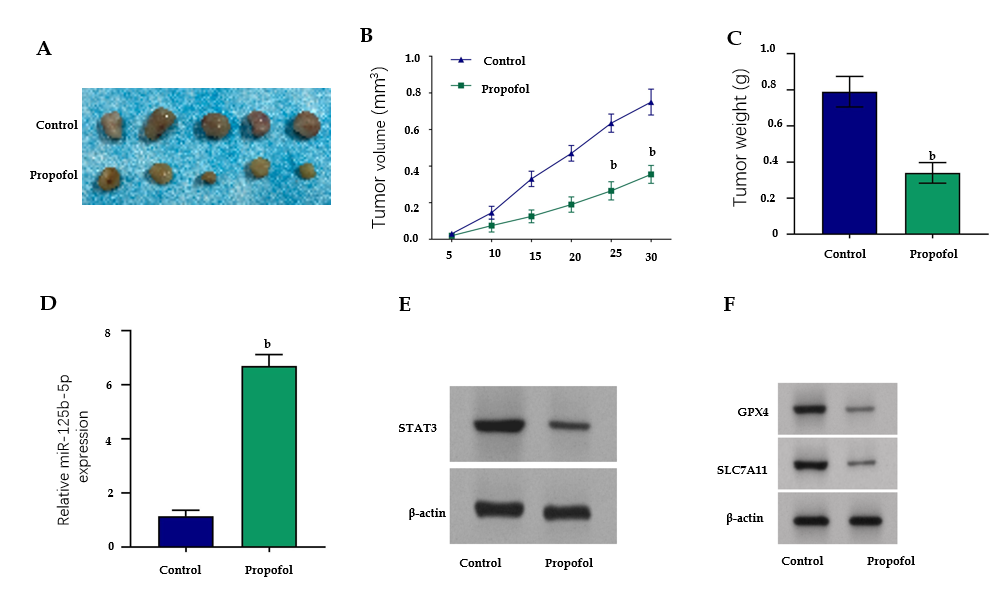 A
Control
Propofol
B
Tumor volume (mm³)
1.0
0.8
0.6
0.4
0.2
0.0
Control
Propofol
b
b
5 10 15 20 25 30
C
Tumor weight (g)
1.0
0.8
0.6
0.4
0.2
0
b
Control Propofol
D
Relative miR-125b-5p
expression
8
6
4
2
0
b
Control Propofol
E
STAT3
β-actin
Control Propofol
F
GPX4
SLC7A11
β-actin
Control Propofol